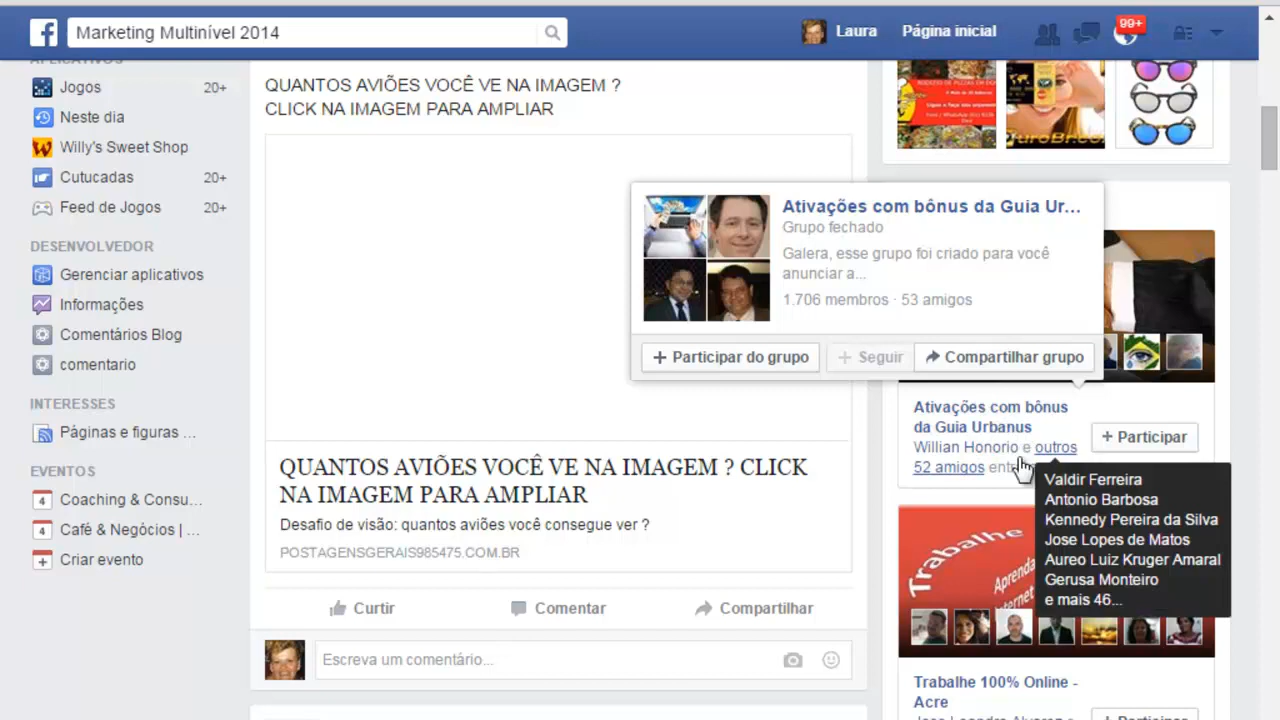 Marketing Multinível 2014
Laura
Página inicial
99+
APLICATIVOS
Jogos 20+
Neste dia
Willy's Sweet Shop
Cutucadas 20+
Feed de Jogos 20+
DESENVOLVEDOR
Gerenciar aplicativos
Informações
Comentários Blog
comentario
INTERESSES
Páginas e figuras ...
EVENTOS
4 Coaching & Consu...
4 Café & Negócios | ...
Criar evento
QUANTOS AVIÕES VOCÊ VE NA IMAGEM ?
CLICK NA IMAGEM PARA AMPLIAR
QUANTOS AVIÕES VOCÊ VE NA IMAGEM ? CLICK
NA IMAGEM PARA AMPLIAR
Desafio de visão: quantos aviões você consegue ver ?
POSTAGENSGERAIS985475.COM.BR
Curtir
Comentar
Compartilhar
Escreva um comentário...
Ativações com bônus da Guia Ur...
Grupo fechado
Galera, esse grupo foi criado para você
anunciar a...
1.706 membros · 53 amigos
+ Participar do grupo
+ Seguir
Compartilhar grupo
Ativações com bônus
da Guia Urbanus
+ Participar
Willian Honorio e outros
52 amigos
Valdir Ferreira
Antonio Barbosa
Kennedy Pereira da Silva
Jose Lopes de Matos
Aureo Luiz Kruger Amaral
Gerusa Monteiro
e mais 46...
Trabalhe
Aprenda
Trabalhe 100% Online -
Acre